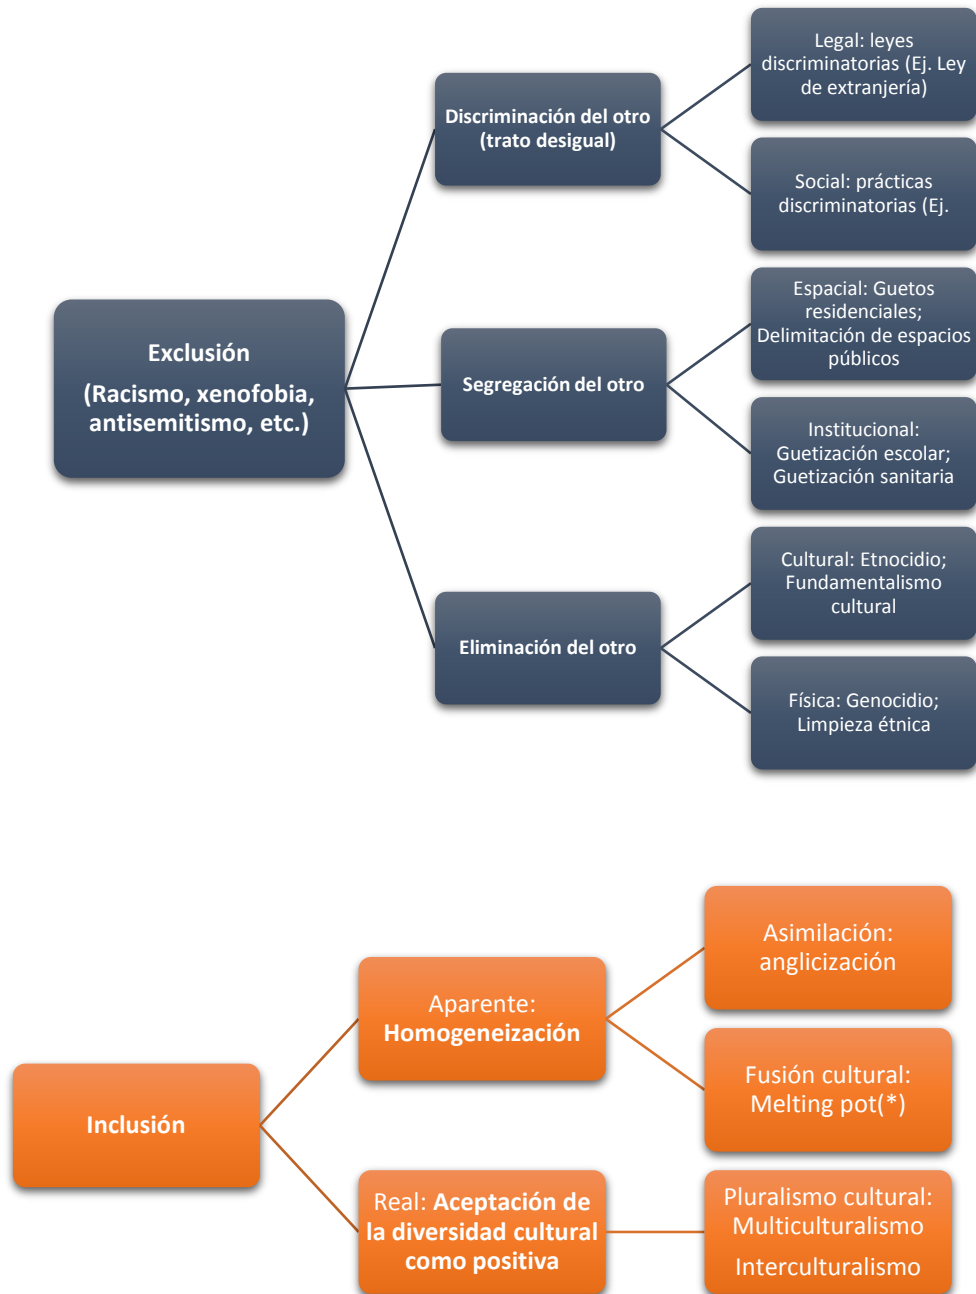 Legal: leyes
discriminatorias (Ej. Ley
de extranjería)
Discriminación del otro
(trato desigual)
Social: prácticas
discriminatorias (Ej.
Espacial: Guetos
residenciales;
Delimitación de espacios
públicos
Exclusión
(Racismo, xenofobia,
antisemitismo, etc.)
Segregación del otro
Institucional:
Guetización escolar;
Guetización sanitaria
Cultural: Etnocidio;
Fundamentalismo
cultural
Eliminación del otro
Física: Genocidio;
Limpieza étnica
Asimilación:
anglicización
Aparente:
Homogeneización
Fusión cultural:
Melting pot(*)
Inclusión
Real: Aceptación de
la diversidad cultural
como positiva
Pluralismo cultural:
Multiculturalismo
Interculturalismo